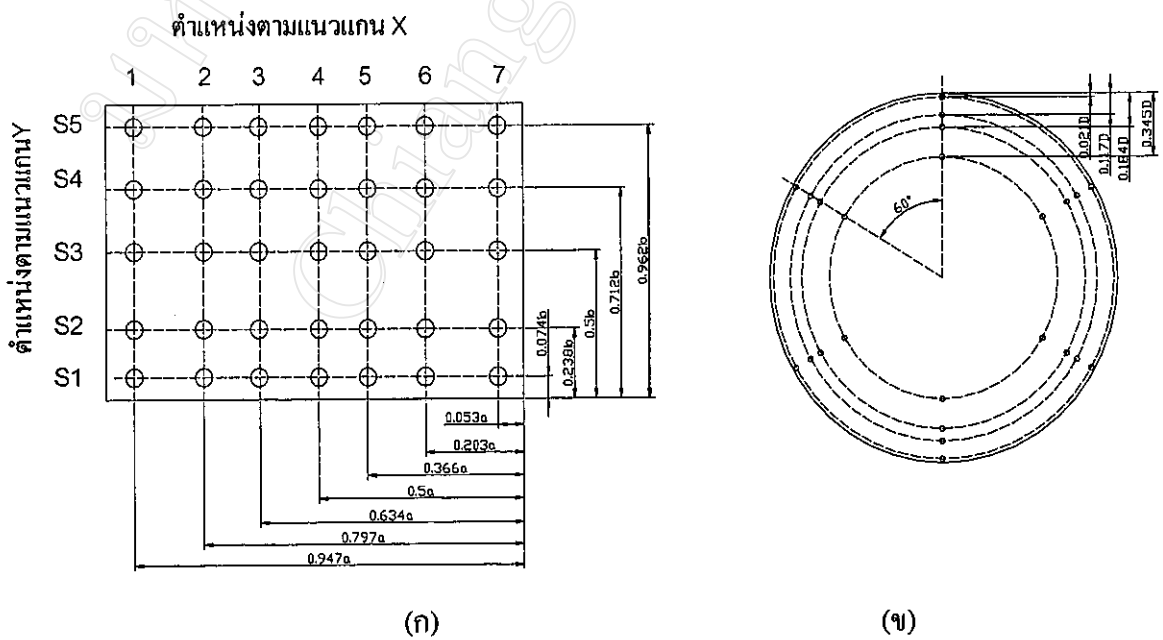 ตำแหน่งตามแนวแกน X
1 2 3 4 5 6 7
ตำแหน่งตามแนวแกนY
S5
S4
S3
S2
S1
0.074b
0.238b
0.5b
0.712b
0.962b
0.053a
0.203a
0.366a
0.5a
0.634a
0.797a
0.947a
(ก)
60°
0.021D
0.117D
0.184D
0.345D
(ข)
Chiang